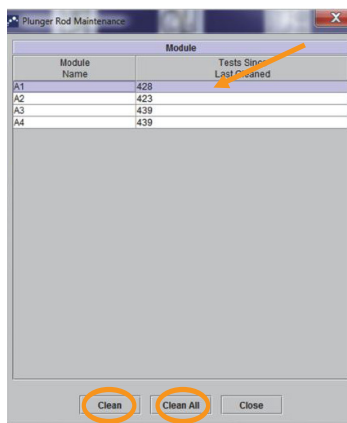 Plunger Rod Maintenance
Module
Module Name
Tests Since Last Cleaned
A1 428
A2 423
A3 439
A4 439
Clean Clean All Close